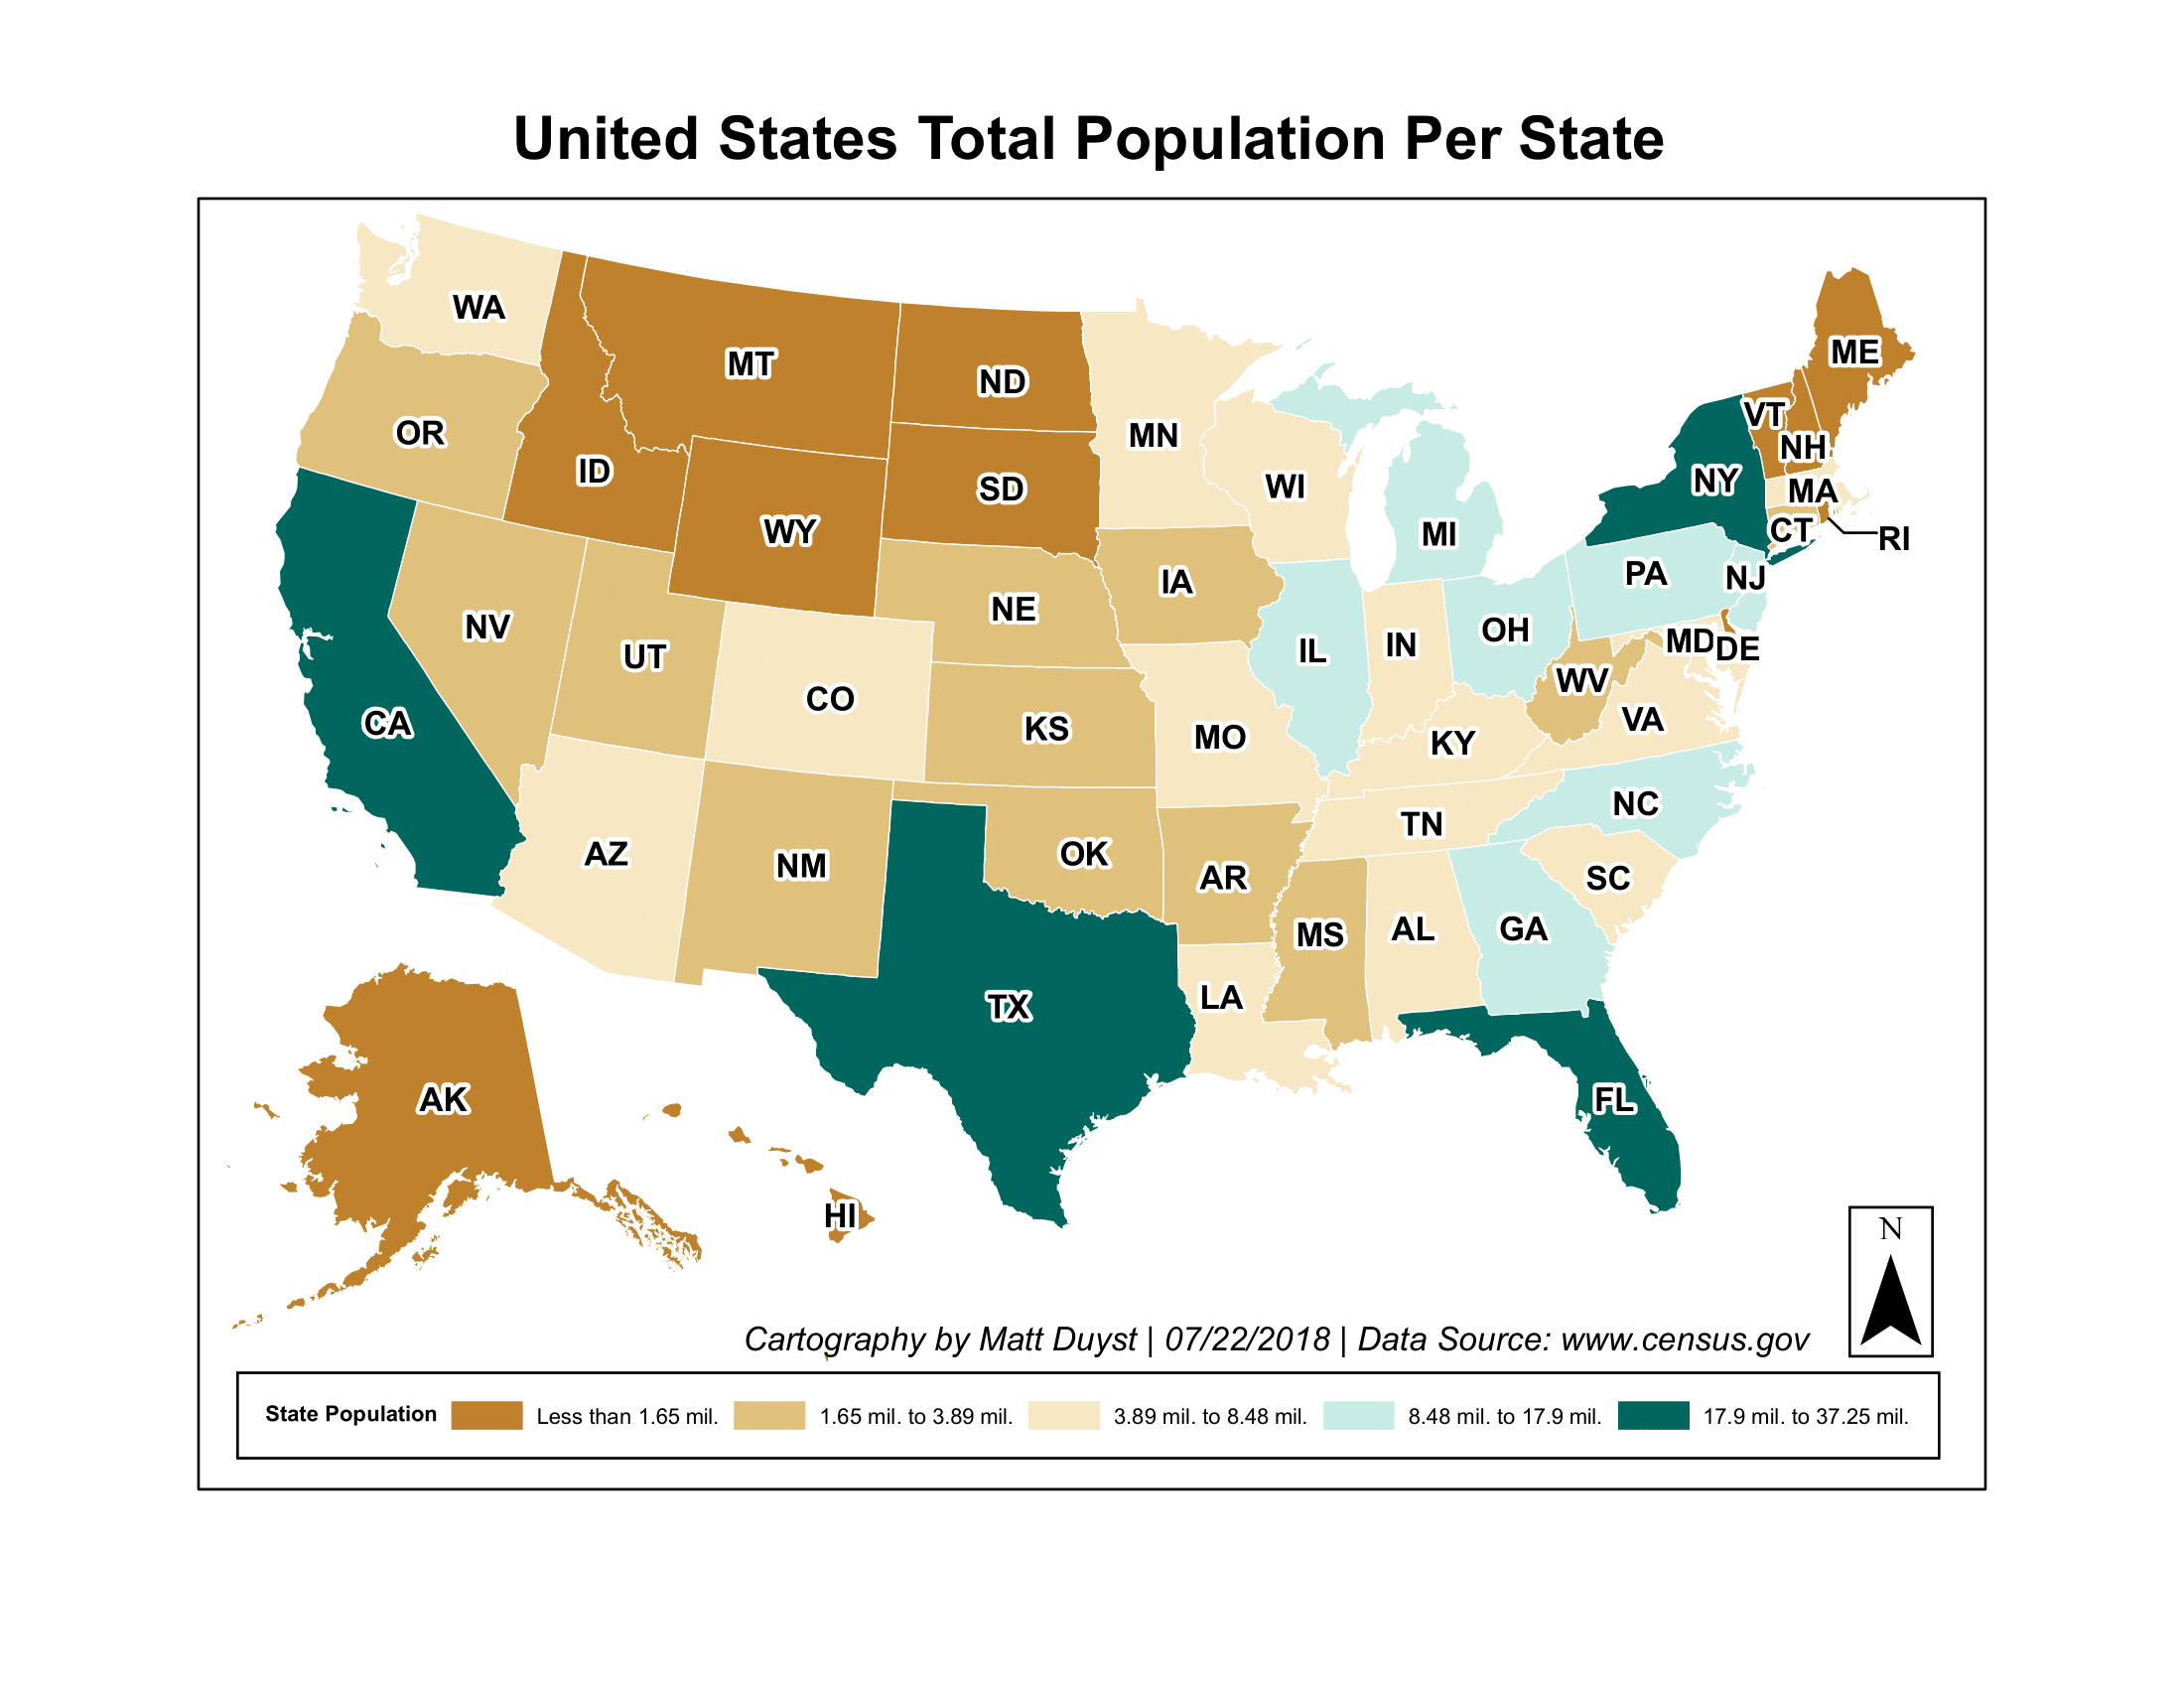 United States Total Population Per State
WA
MT
ND
ME
MN
VT
OR
NH
ID
NY
WI
SD
MA
WY
MI
CT
RI
PA
NJ
IA
NE
NV
OH
IN
MD
DE
IL
UT
WV
CO
CA
VA
KS
MO
KY
NC
TN
AZ
OK
NM
AR
SC
MS
AL
GA
LA
TX
AK
FL
HI
N
Cartography by Matt Duyst | 07/22/2018 | Data Source: www.census.gov
State Population Less than 1.65 mil. 1.65 mil. to 3.89 mil. 3.89 mil. to 8.48 mil. 8.48 mil. to 17.9 mil. 17.9 mil. to 37.25 mil.